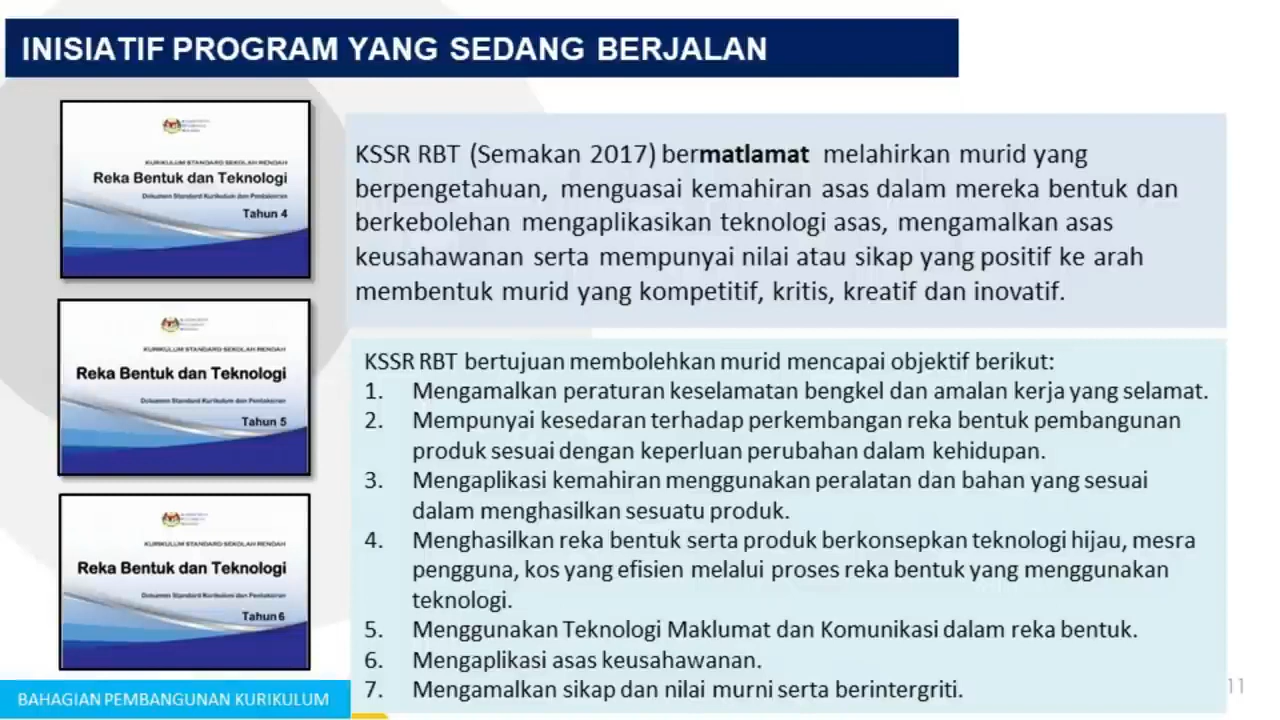 INISIATIF PROGRAM YANG SEDANG BERJALAN
KURIKULUM STANDARD SEKOLAH RENDAH
Reka Bentuk dan Teknologi
Dokumen Standard Kurikulum dan Pentaksiran
Tahun 4
KURIKULUM STANDARD SEKOLAH RENDAH
Reka Bentuk dan Teknologi
Dokumen Standard Kurikulum dan Pentaksiran
Tahun 5
KURIKULUM STANDARD SEKOLAH RENDAH
Reka Bentuk dan Teknologi
Dokumen Standard Kurikulum dan Pentaksiran
Tahun 6
KSSR RBT (Semakan 2017) bermatlamat melahirkan murid yang
berpengetahuan, menguasai kemahiran asas dalam mereka bentuk dan
berkebolehan mengaplikasikan teknologi asas, mengamalkan asas
keusahawanan serta mempunyai nilai atau sikap yang positif ke arah
membentuk murid yang kompetitif, kritis, kreatif dan inovatif.
KSSR RBT bertujuan membolehkan murid mencapai objektif berikut:
1. Mengamalkan peraturan keselamatan bengkel dan amalan kerja yang selamat.
2. Mempunyai kesedaran terhadap perkembangan reka bentuk pembangunan
produk sesuai dengan keperluan perubahan dalam kehidupan.
3. Mengaplikasi kemahiran menggunakan peralatan dan bahan yang sesuai
dalam menghasilkan sesuatu produk.
4. Menghasilkan reka bentuk serta produk berkonsepkan teknologi hijau, mesra
pengguna, kos yang efisien melalui proses reka bentuk yang menggunakan
teknologi.
5. Menggunakan Teknologi Maklumat dan Komunikasi dalam reka bentuk.
6. Mengaplikasi asas keusahawanan.
7. Mengamalkan sikap dan nilai murni serta berintergriti.
BAHAGIAN PEMBANGUNAN KURIKULUM
11